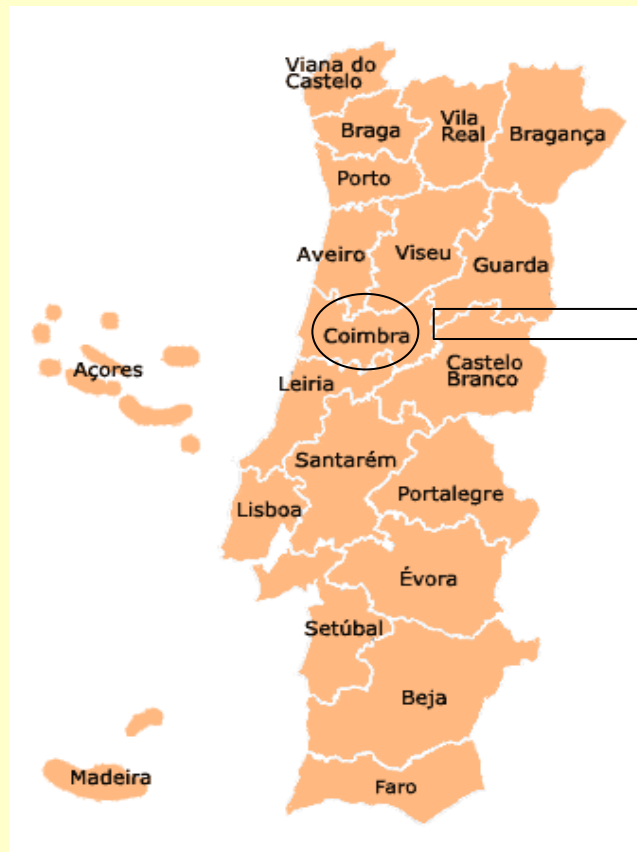 Viana do
Castelo
Braga
Vila
Real
Bragança
Porto
Aveiro
Viseu
Guarda
Coimbra
Açores
Leiria
Castelo
Branco
Santarém
Lisboa
Portalegre
Évora
Setúbal
Beja
Madeira
Faro